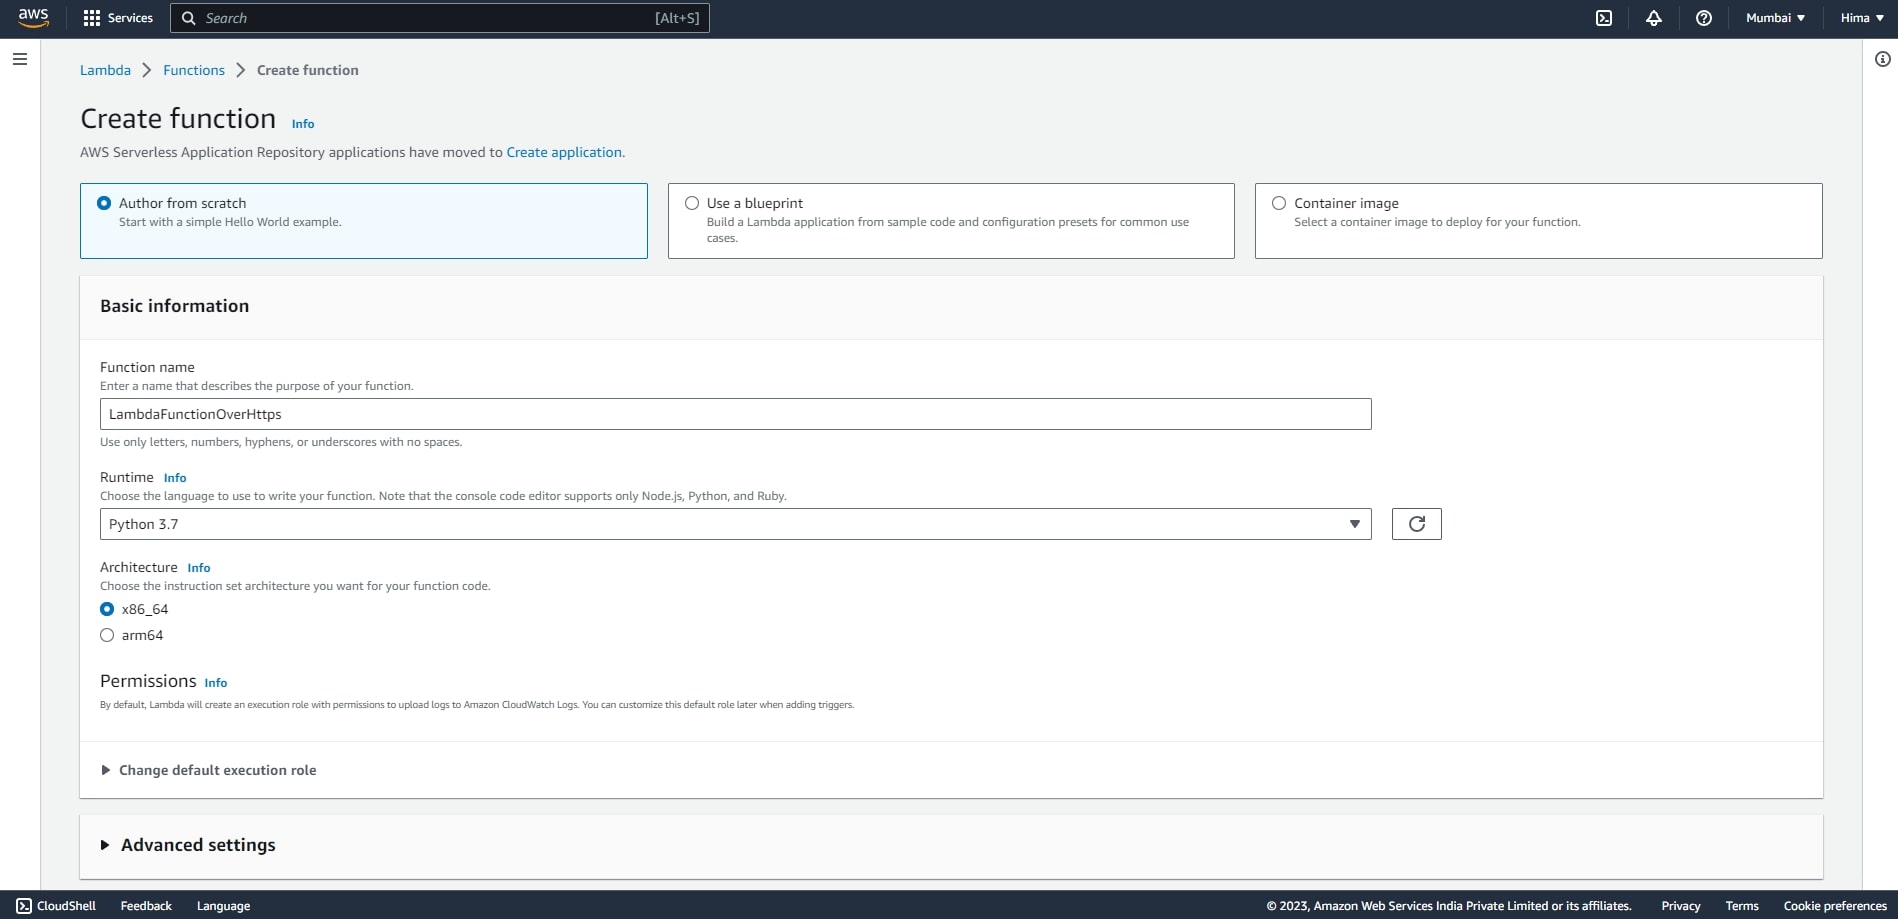 aws
Services
Search
[Alt+S]
Mumbai
Hima
Lambda
Functions
Create function
Create function Info
AWS Serverless Application Repository applications have moved to Create application.
Author from scratch
Start with a simple Hello World example.
Use a blueprint
Build a Lambda application from sample code and configuration presets for common use
cases.
Container image
Select a container image to deploy for your function.
Basic information
Function name
Enter a name that describes the purpose of your function.
LambdaFunctionOverHttps
Use only letters, numbers, hyphens, or underscores with no spaces.
Runtime Info
Choose the language to use to write your function. Note that the console code editor supports only Node.js, Python, and Ruby.
Python 3.7
Architecture Info
Choose the instruction set architecture you want for your function code.
x86_64
arm64
Permissions Info
By default, Lambda will create an execution role with permissions to upload logs to Amazon CloudWatch Logs. You can customize this default role later when adding triggers.
Change default execution role
Advanced settings
CloudShell
Feedback
Language
© 2023, Amazon Web Services India Private Limited or its affiliates.
Privacy
Terms
Cookie preferences